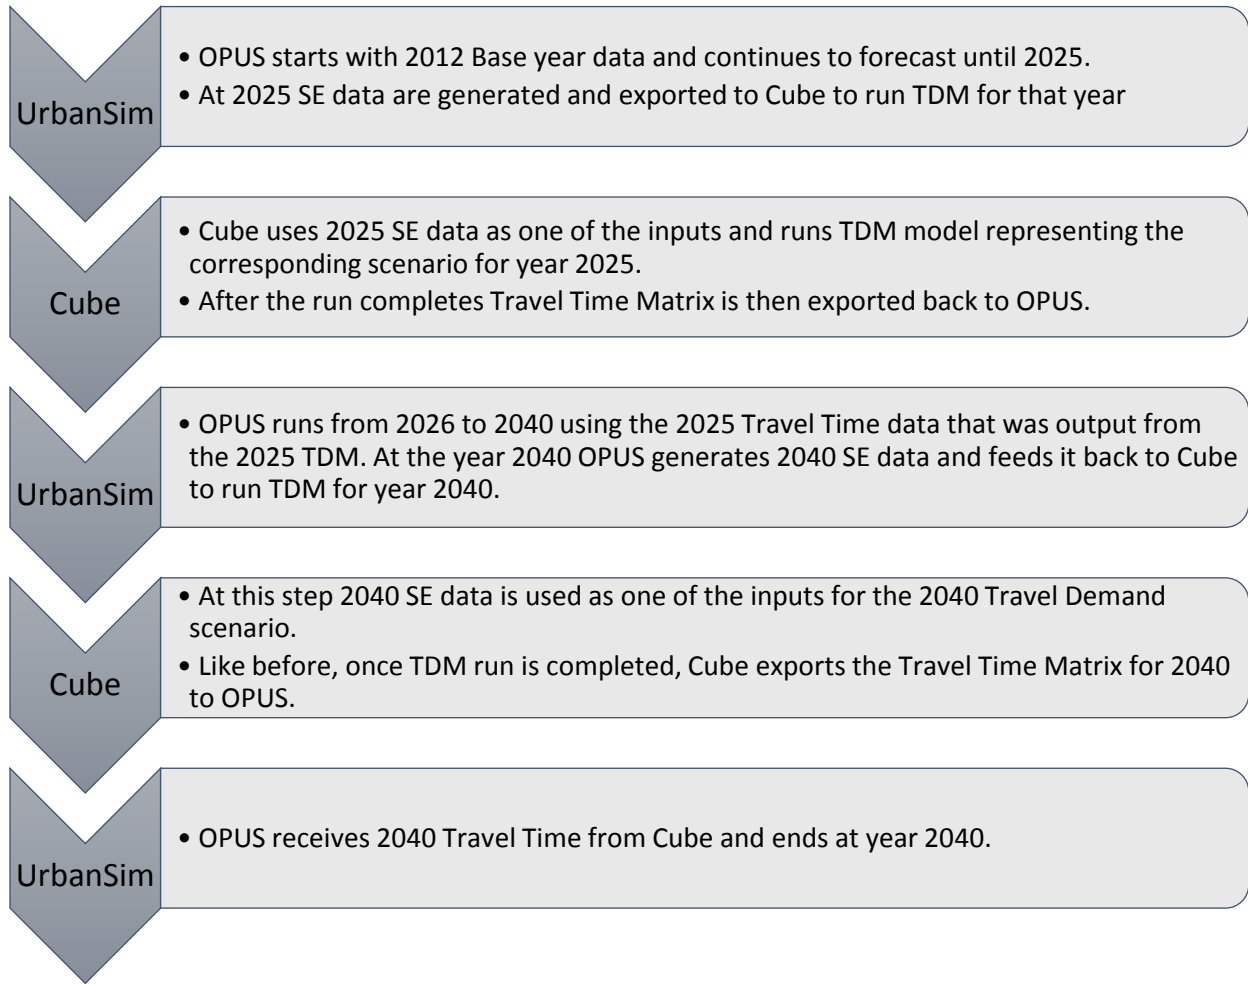 UrbanSim
• OPUS starts with 2012 Base year data and continues to forecast until 2025.
• At 2025 SE data are generated and exported to Cube to run TDM for that year
Cube
• Cube uses 2025 SE data as one of the inputs and runs TDM model representing the
corresponding scenario for year 2025.
• After the run completes Travel Time Matrix is then exported back to OPUS.
UrbanSim
• OPUS runs from 2026 to 2040 using the 2025 Travel Time data that was output from
the 2025 TDM. At the year 2040 OPUS generates 2040 SE data and feeds it back to Cube
to run TDM for year 2040.
Cube
• At this step 2040 SE data is used as one of the inputs for the 2040 Travel Demand
scenario.
• Like before, once TDM run is completed, Cube exports the Travel Time Matrix for 2040
to OPUS.
UrbanSim
• OPUS receives 2040 Travel Time from Cube and ends at year 2040.